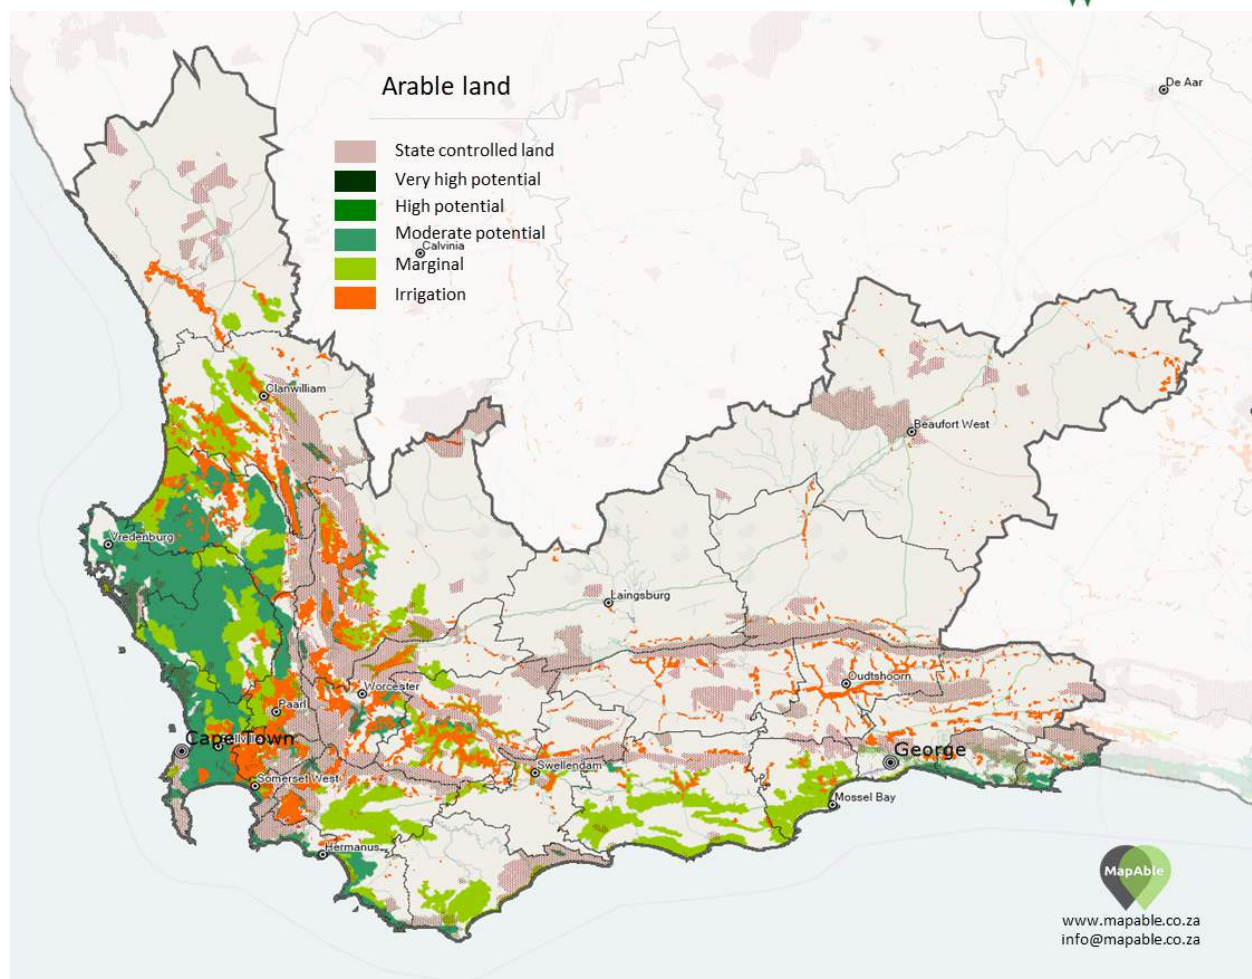 Arable land
State controlled land
Very high potential
High potential
Moderate potential
Marginal
Irrigation
De Aar
Calvinia
Clanwilliam
Beaufort West
Vredenburg
Laingsburg
Oudtshoorn
Worcester
Paarl
Cape Town
George
Somerset West
Swellendam
Mossel Bay
Hermanus
MapAble
www.mapable.co.za
info@mapable.co.za